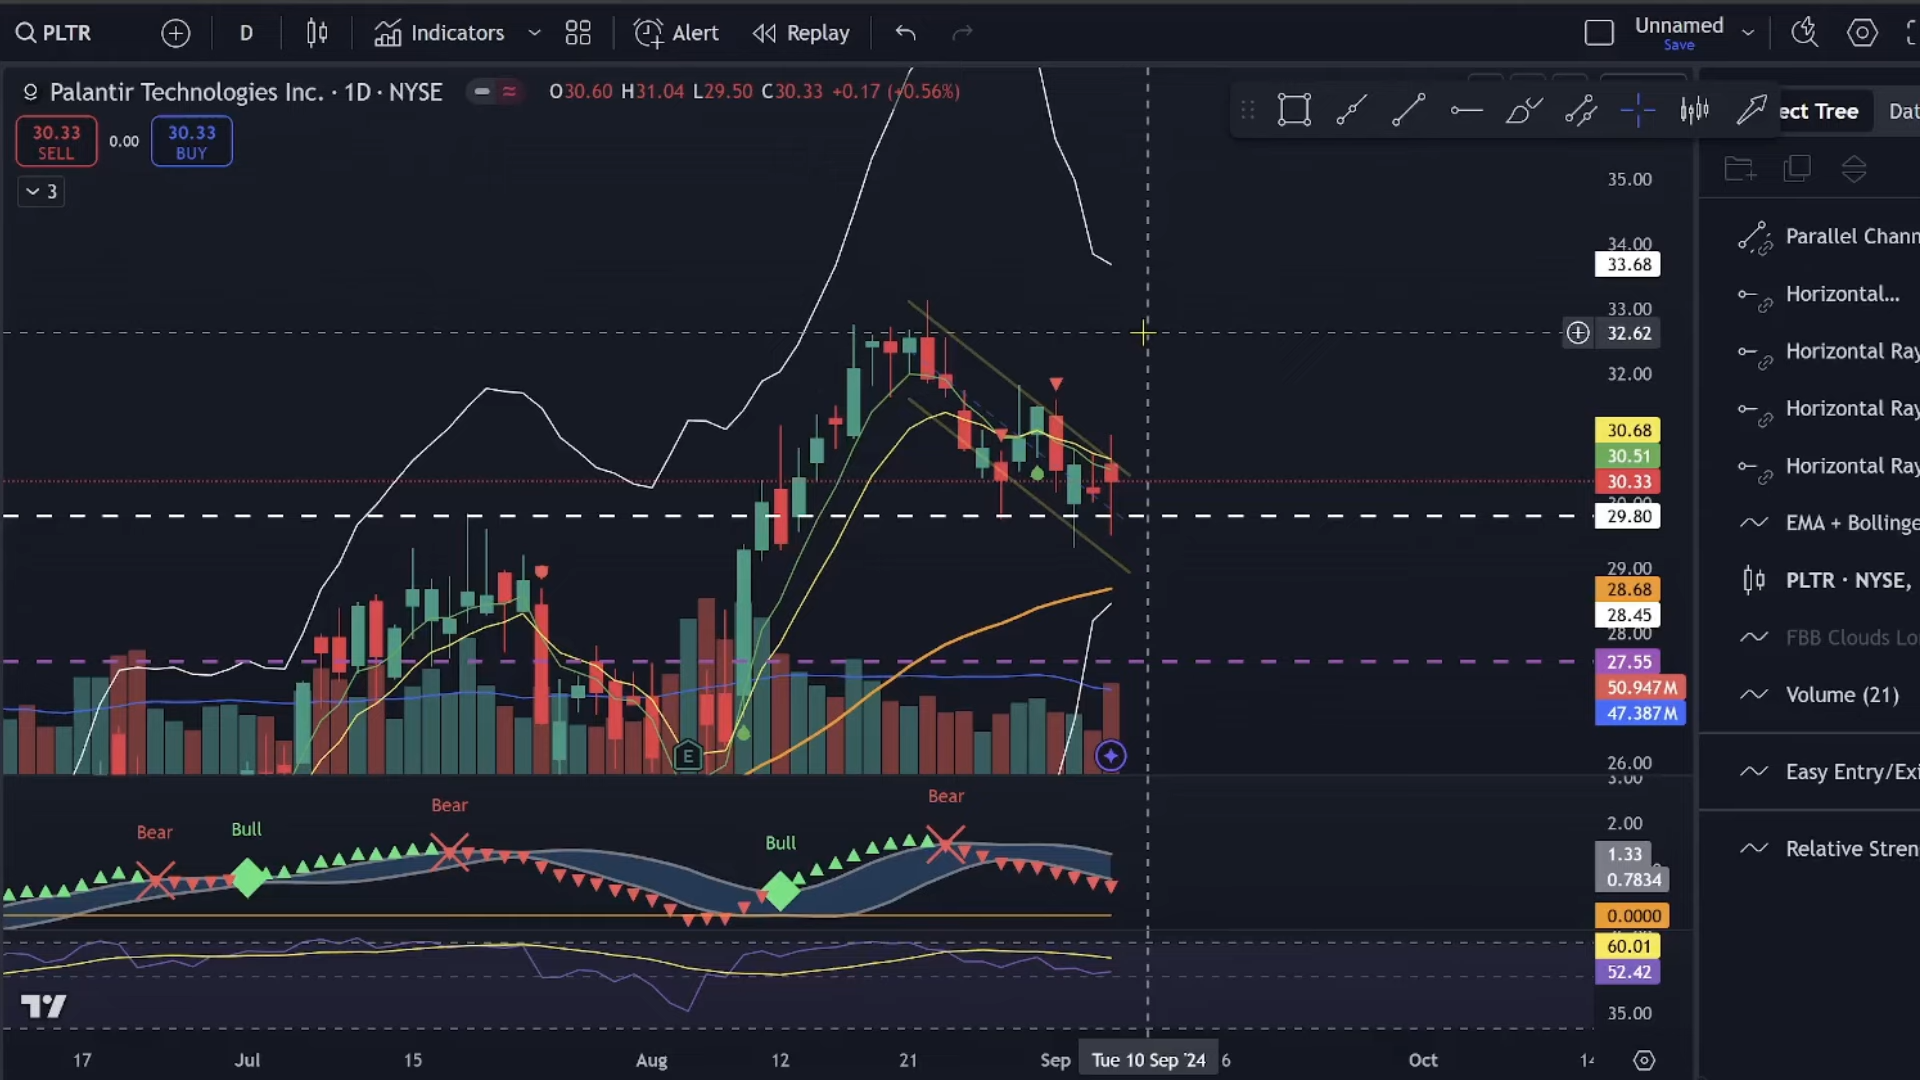 PLTR
D
Indicators
Alert
Replay
Unnamed
Save
Palantir Technologies Inc. · 1D · NYSE
O30.60 H31.04 L29.50 C30.33 +0.17 (+0.56%)
30.33
SELL
0.00
30.33
BUY
3
ect Tree
Dat
Parallel Chann
Horizontal...
Horizontal Ray
Horizontal Ray
Horizontal Ray
EMA + Bollinge
PLTR · NYSE,
FBB Clouds Lo
Volume (21)
Easy Entry/Exi
Relative Stren
35.00
34.00
33.68
33.00
32.62
32.00
30.68
30.51
30.33
29.80
29.00
28.68
28.45
28.00
27.55
50.947M
47.387M
26.00
3.00
2.00
1.33
0.7834
0.0000
60.01
52.42
35.00
E
Bear
Bull
Bear
Bull
Bear
17
Jul
15
Aug
12
21
Sep
Tue 10 Sep '24
6
Oct
14